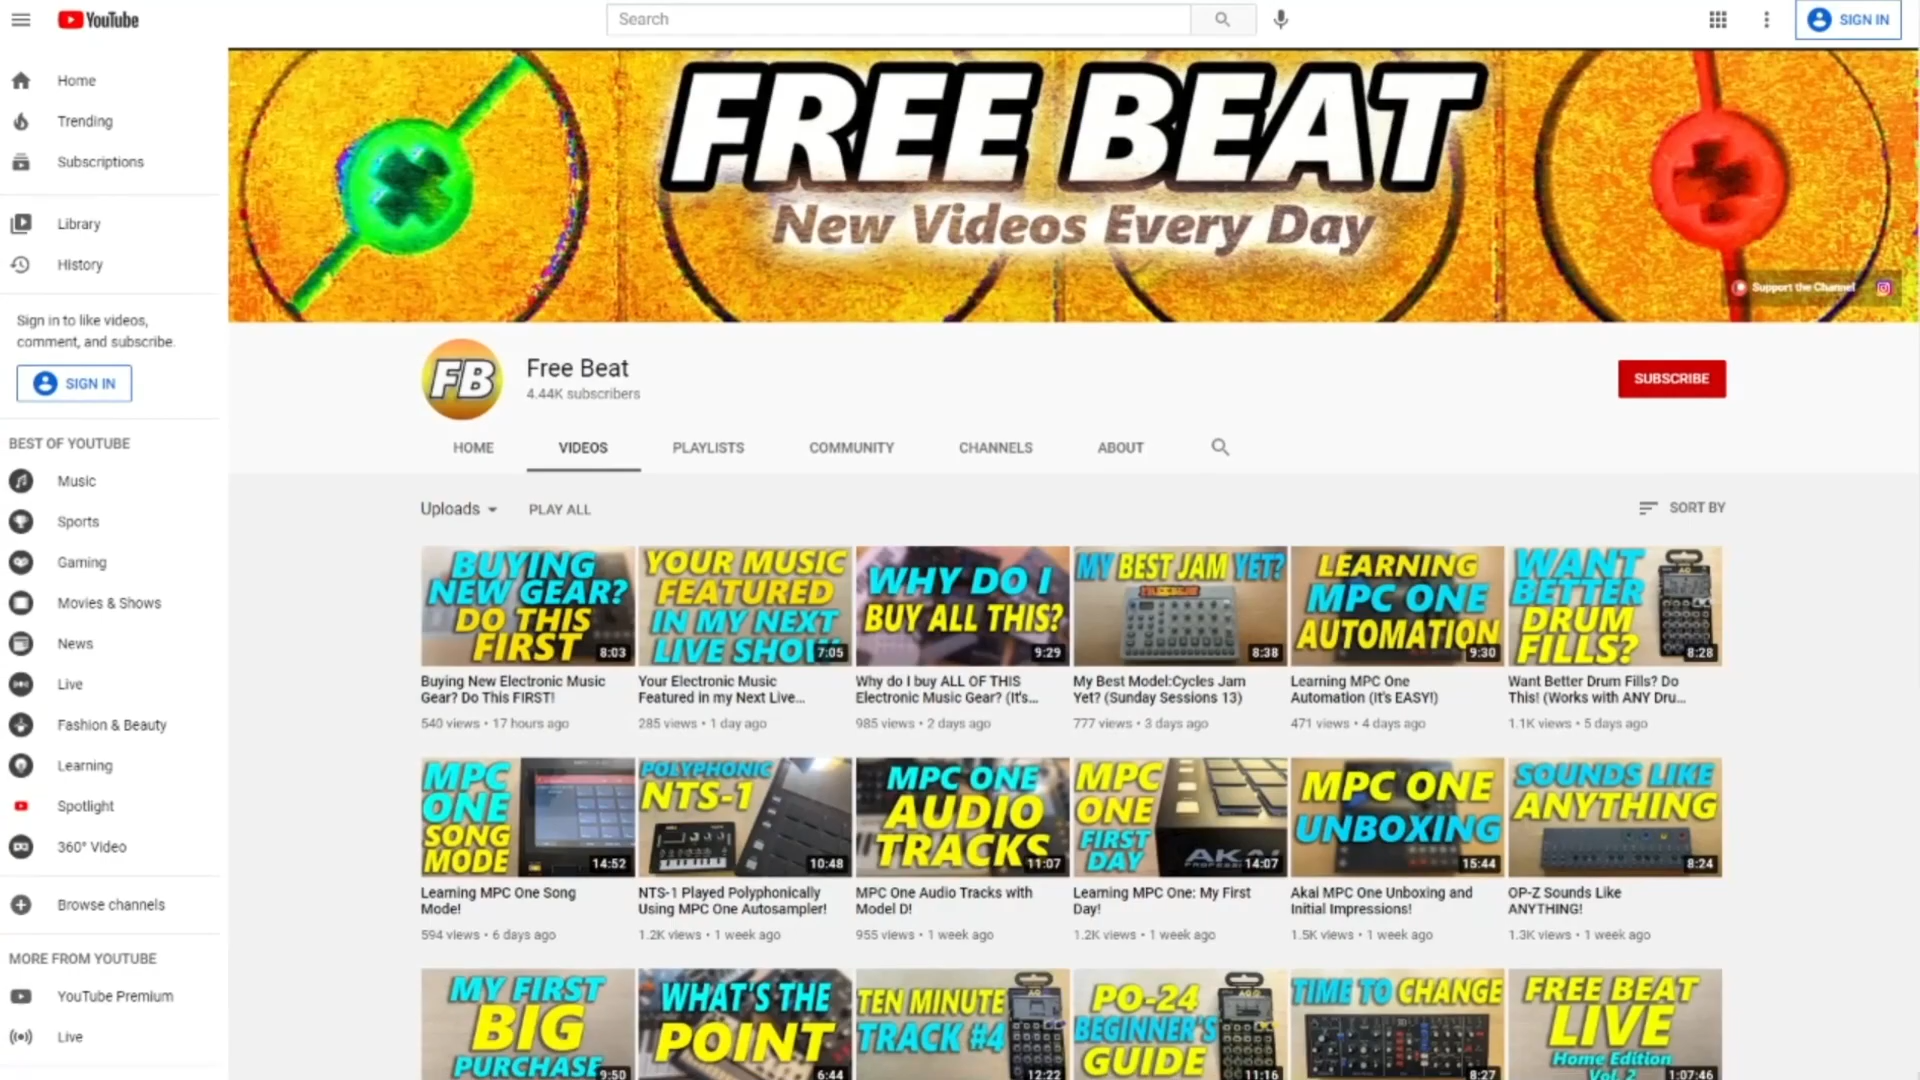 YouTube
Search
SIGN IN
Home
Trending
Subscriptions
Library
History
Sign in to like videos,
comment, and subscribe.
SIGN IN
BEST OF YOUTUBE
Music
Sports
Gaming
Movies & Shows
News
Live
Fashion & Beauty
Learning
Spotlight
360° Video
Browse channels
MORE FROM YOUTUBE
YouTube Premium
Live
FREE BEAT
New Videos Every Day
Support the Channel
FB
Free Beat
4.44K subscribers
SUBSCRIBE
HOME
VIDEOS
PLAYLISTS
COMMUNITY
CHANNELS
ABOUT
Uploads
PLAY ALL
SORT BY
BUYING
NEW GEAR?
DO THIS
FIRST
8:03
Buying New Electronic Music
Gear? Do This FIRST!
540 views • 17 hours ago
YOUR MUSIC
FEATURED
IN MY NEXT
LIVE SHOW
7:05
Your Electronic Music
Featured in my Next Live...
285 views • 1 day ago
WHY DO I
BUY ALL THIS?
9:29
Why do I buy ALL OF THIS
Electronic Music Gear? (It's...
985 views • 2 days ago
MY BEST JAM YET?
8:38
My Best Model:Cycles Jam
Yet? (Sunday Sessions 13)
777 views • 3 days ago
LEARNING
MPC ONE
AUTOMATION
9:30
Learning MPC One
Automation (It's EASY!)
471 views • 4 days ago
WANT
BETTER
DRUM
FILLS?
8:28
Want Better Drum Fills? Do
This! (Works with ANY Dru...
1.1K views • 5 days ago
MPC
ONE
SONG
MODE
14:52
Learning MPC One Song
Mode!
594 views • 6 days ago
POLYPHONIC
NTS-1
10:48
NTS-1 Played Polyphonically
Using MPC One Autosampler!
1.2K views • 1 week ago
MPC ONE
AUDIO
TRACKS
11:07
MPC One Audio Tracks with
Model D!
955 views • 1 week ago
MPC
ONE
FIRST
DAY
AKAI
PROFESSIONAL
14:07
Learning MPC One: My First
Day!
1.2K views • 1 week ago
MPC ONE
UNBOXING
15:44
Akai MPC One Unboxing and
Initial Impressions!
1.5K views • 1 week ago
SOUNDS LIKE
ANYTHING
8:24
OP-Z Sounds Like
ANYTHING!
1.3K views • 1 week ago
MY FIRST
BIG
PURCHASE
9:50
WHAT'S THE
POINT
6:44
TEN MINUTE
TRACK #4
12:22
PO-24
BEGINNER'S
GUIDE
11:16
TIME TO CHANGE
8:27
FREE BEAT
LIVE
Home Edition
Vol. 2
1:07:46